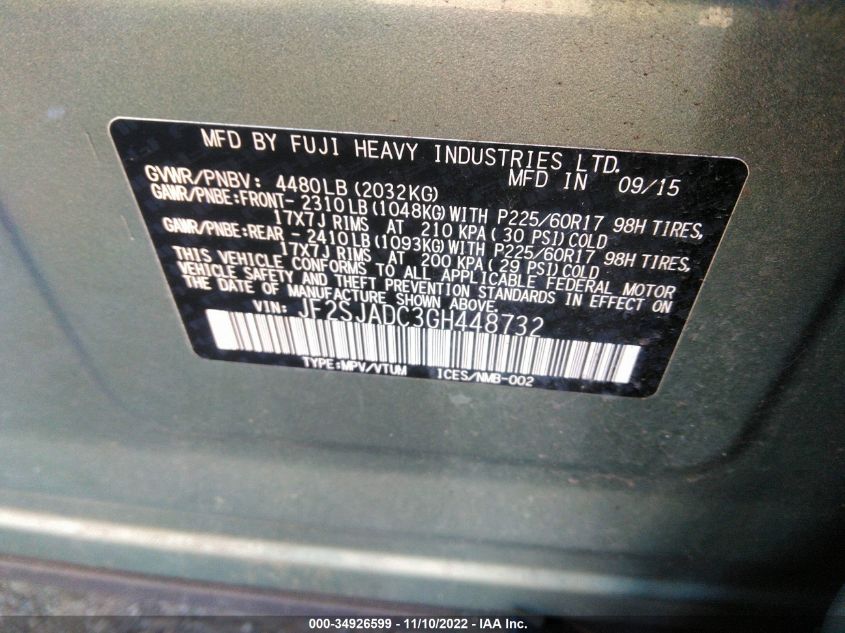 MFD BY FUJI HEAVY INDUSTRIES LTD.
MFD IN 09/15
GVWR/PNBV: 4480LB (2032KG)
GAWR/PNBE:FRONT- 2310LB (1048KG) WITH P225/60R17 98H TIRES,
17X7J RIMS AT 210 KPA( 30 PSI) COLD
GAWR/PNBE:REAR - 2410LB (1093KG) WITH P225/60R17 98H TIRES,
17X7J RIMS AT 200 KPA (29 PSI) COLD
THIS VEHICLE CONFORMS TO ALL APPLICABLE FEDERAL MOTOR
VEHICLE SAFETY AND THEFT PREVENTION STANDARDS IN EFFECT ON
THE DATE OF MANUFACTURE SHOWN ABOVE.
VIN: JF2SJADC3GH448732
TYPE:MPV/VTUM ICES/NMB-002
000-34926599 - 11/10/2022 - IAA Inc.